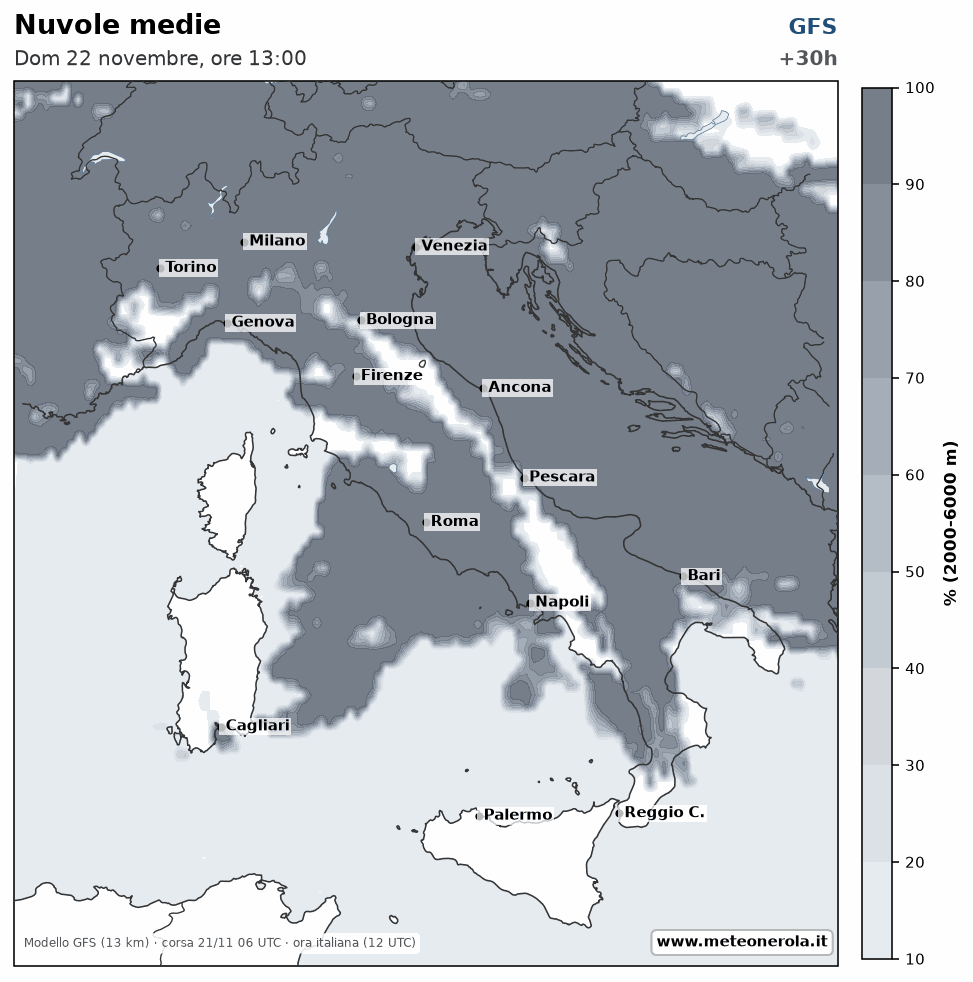 Nuvole medie
GFS
Dom 22 novembre, ore 13:00
+30h
Milano
Venezia
Torino
Genova
Bologna
Firenze
Ancona
Pescara
Roma
Bari
Napoli
Cagliari
Palermo
Reggio C.
100
90
80
70
60
50
40
30
20
10
% (2000-6000 m)
Modello GFS (13 km) · corsa 21/11 06 UTC · ora italiana (12 UTC)
www.meteonerola.it